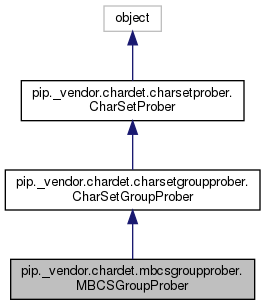 object
pip._vendor.chardet.charsetprober.
CharSetProber
pip._vendor.chardet.charsetgroupprober.
CharSetGroupProber
pip._vendor.chardet.mbcsgroupprober.
MBCSGroupProber